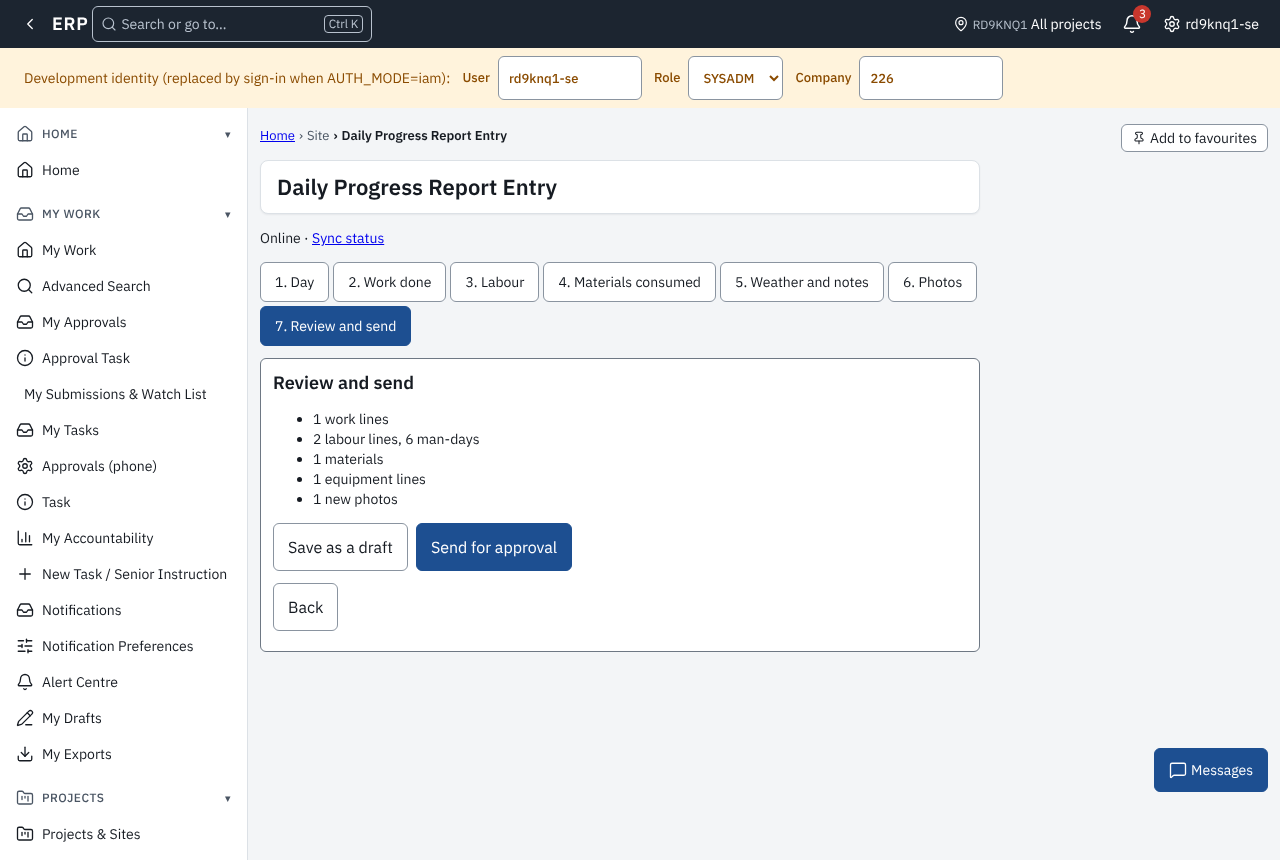 ERP
Search or go to...
Ctrl K
RD9KNQ1 All projects
3
rd9knq1-se
Development identity (replaced by sign-in when AUTH_MODE=iam):
User
rd9knq1-se
Role
SYSADM
Company
226
HOME
Home
MY WORK
My Work
Advanced Search
My Approvals
Approval Task
My Submissions & Watch List
My Tasks
Approvals (phone)
Task
My Accountability
New Task / Senior Instruction
Notifications
Notification Preferences
Alert Centre
My Drafts
My Exports
PROJECTS
Projects & Sites
Home › Site › Daily Progress Report Entry
Add to favourites
Daily Progress Report Entry
Online · Sync status
1. Day
2. Work done
3. Labour
4. Materials consumed
5. Weather and notes
6. Photos
7. Review and send
Review and send
1 work lines
2 labour lines, 6 man-days
1 materials
1 equipment lines
1 new photos
Save as a draft
Send for approval
Back
Messages